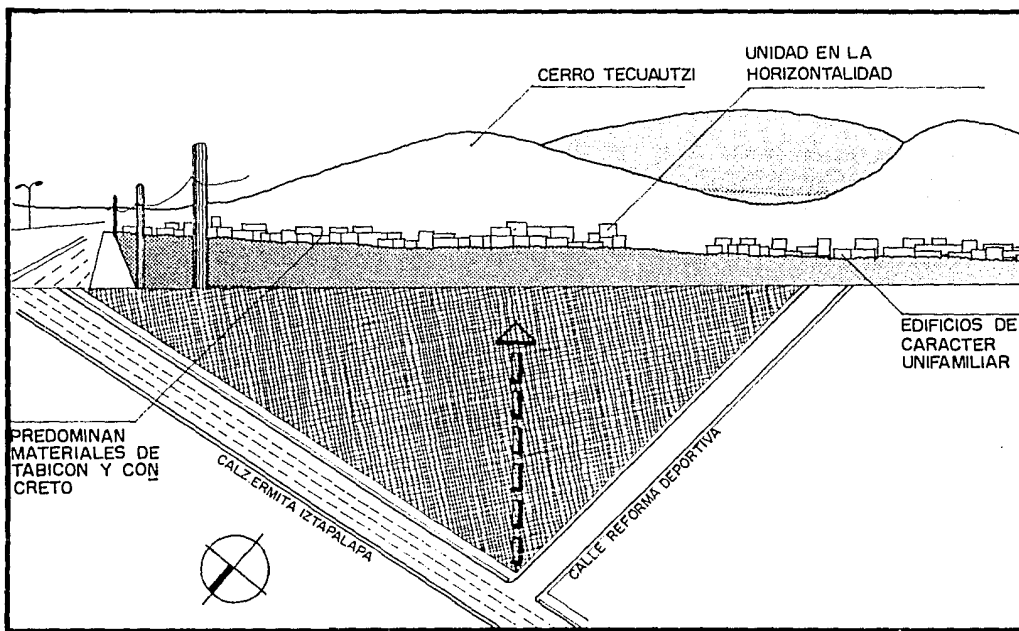 CERRO TECUAUTZI
UNIDAD EN LA
HORIZONTALIDAD
EDIFICIOS DE
CARACTER
UNIFAMILIAR
PREDOMINAN
MATERIALES DE
TABICON Y CON
CRETO
CALZ.ERMITA IZTAPALAPA
CALLE REFORMA DEPORTIVA